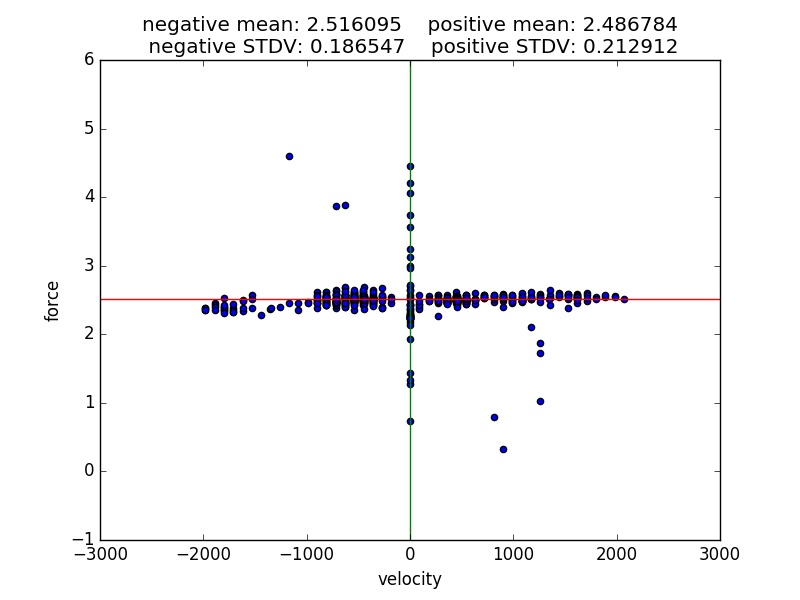 negative mean: 2.516095 positive mean: 2.486784
negative STDV: 0.186547 positive STDV: 0.212912
6
5
4
3
2
1
0
−1
force
−3000 −2000 −1000 0 1000 2000 3000
velocity